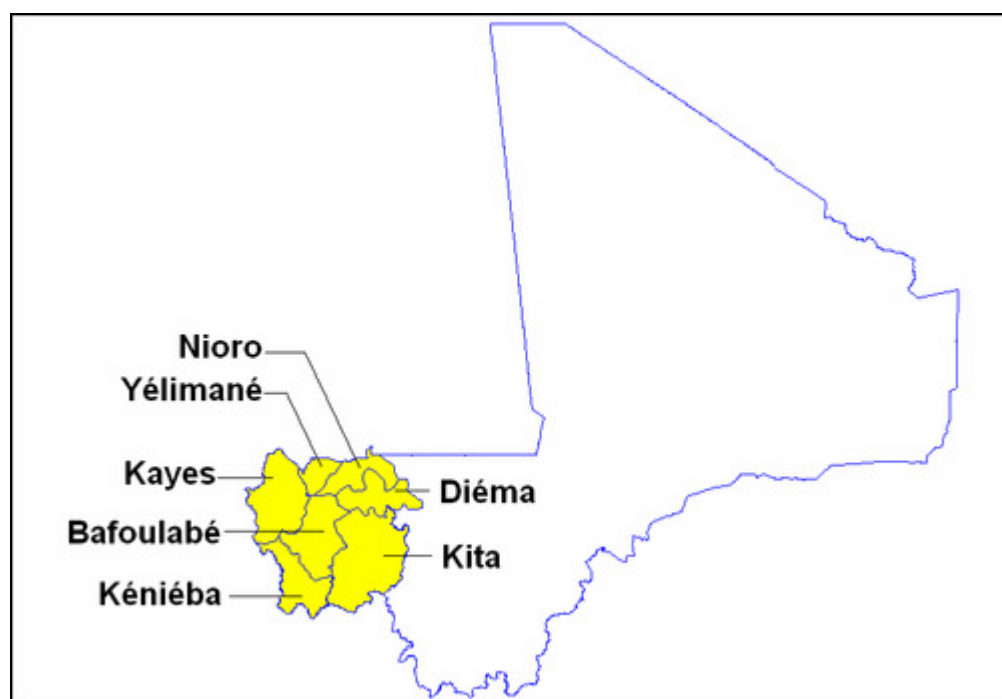 Nioro
Yélimané
Kayes
Diéma
Bafoulabé
Kita
Kéniéba